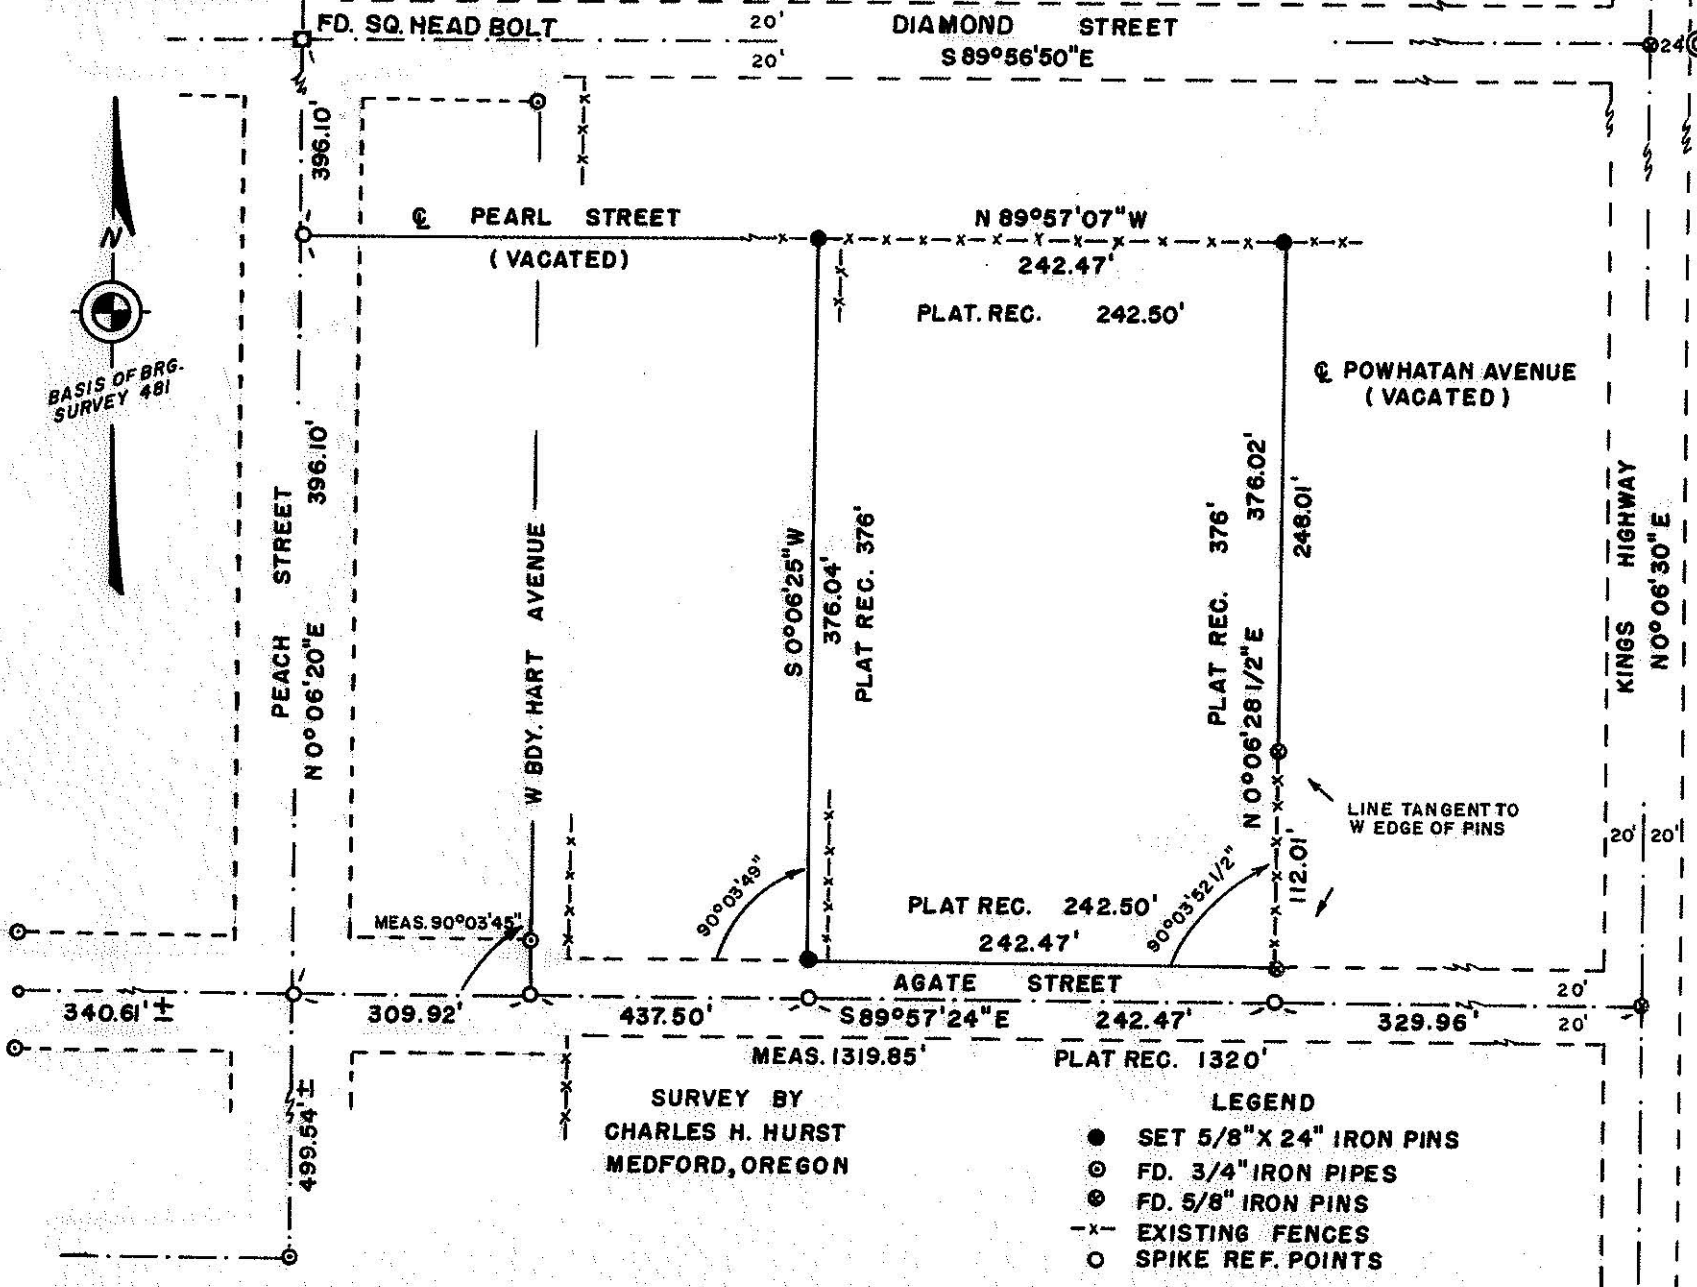 FD. SQ. HEAD BOLT
20'
20'
DIAMOND STREET
S 89°56'50"E
24'
396.10'
℄ PEARL STREET
(VACATED)
N 89°57'07"W
242.47'
PLAT. REC. 242.50'
N
BASIS OF BRG.
SURVEY 481
℄ POWHATAN AVENUE
(VACATED)
396.10'
PEACH STREET
N 0°06'20"E
W BDY. HART AVENUE
S 0°06'25"W
376.04'
PLAT REC. 376'
PLAT REC. 376'
N 0°06'28 1/2"E 376.02'
248.01'
KINGS HIGHWAY
N 0°06'30"E
LINE TANGENT TO
W EDGE OF PINS
20' 20'
112.01'
MEAS. 90°03'45"
90°03'49"
90°03'52 1/2"
PLAT REC. 242.50'
242.47'
AGATE STREET
20'
20'
340.61'±
309.92'
437.50'
S 89°57'24"E
242.47'
329.96'
MEAS. 1319.85'
PLAT REC. 1320'
499.54'±
SURVEY BY
CHARLES H. HURST
MEDFORD, OREGON
LEGEND
SET 5/8" X 24" IRON PINS
FD. 3/4" IRON PIPES
FD. 5/8" IRON PINS
-x- EXISTING FENCES
SPIKE REF. POINTS